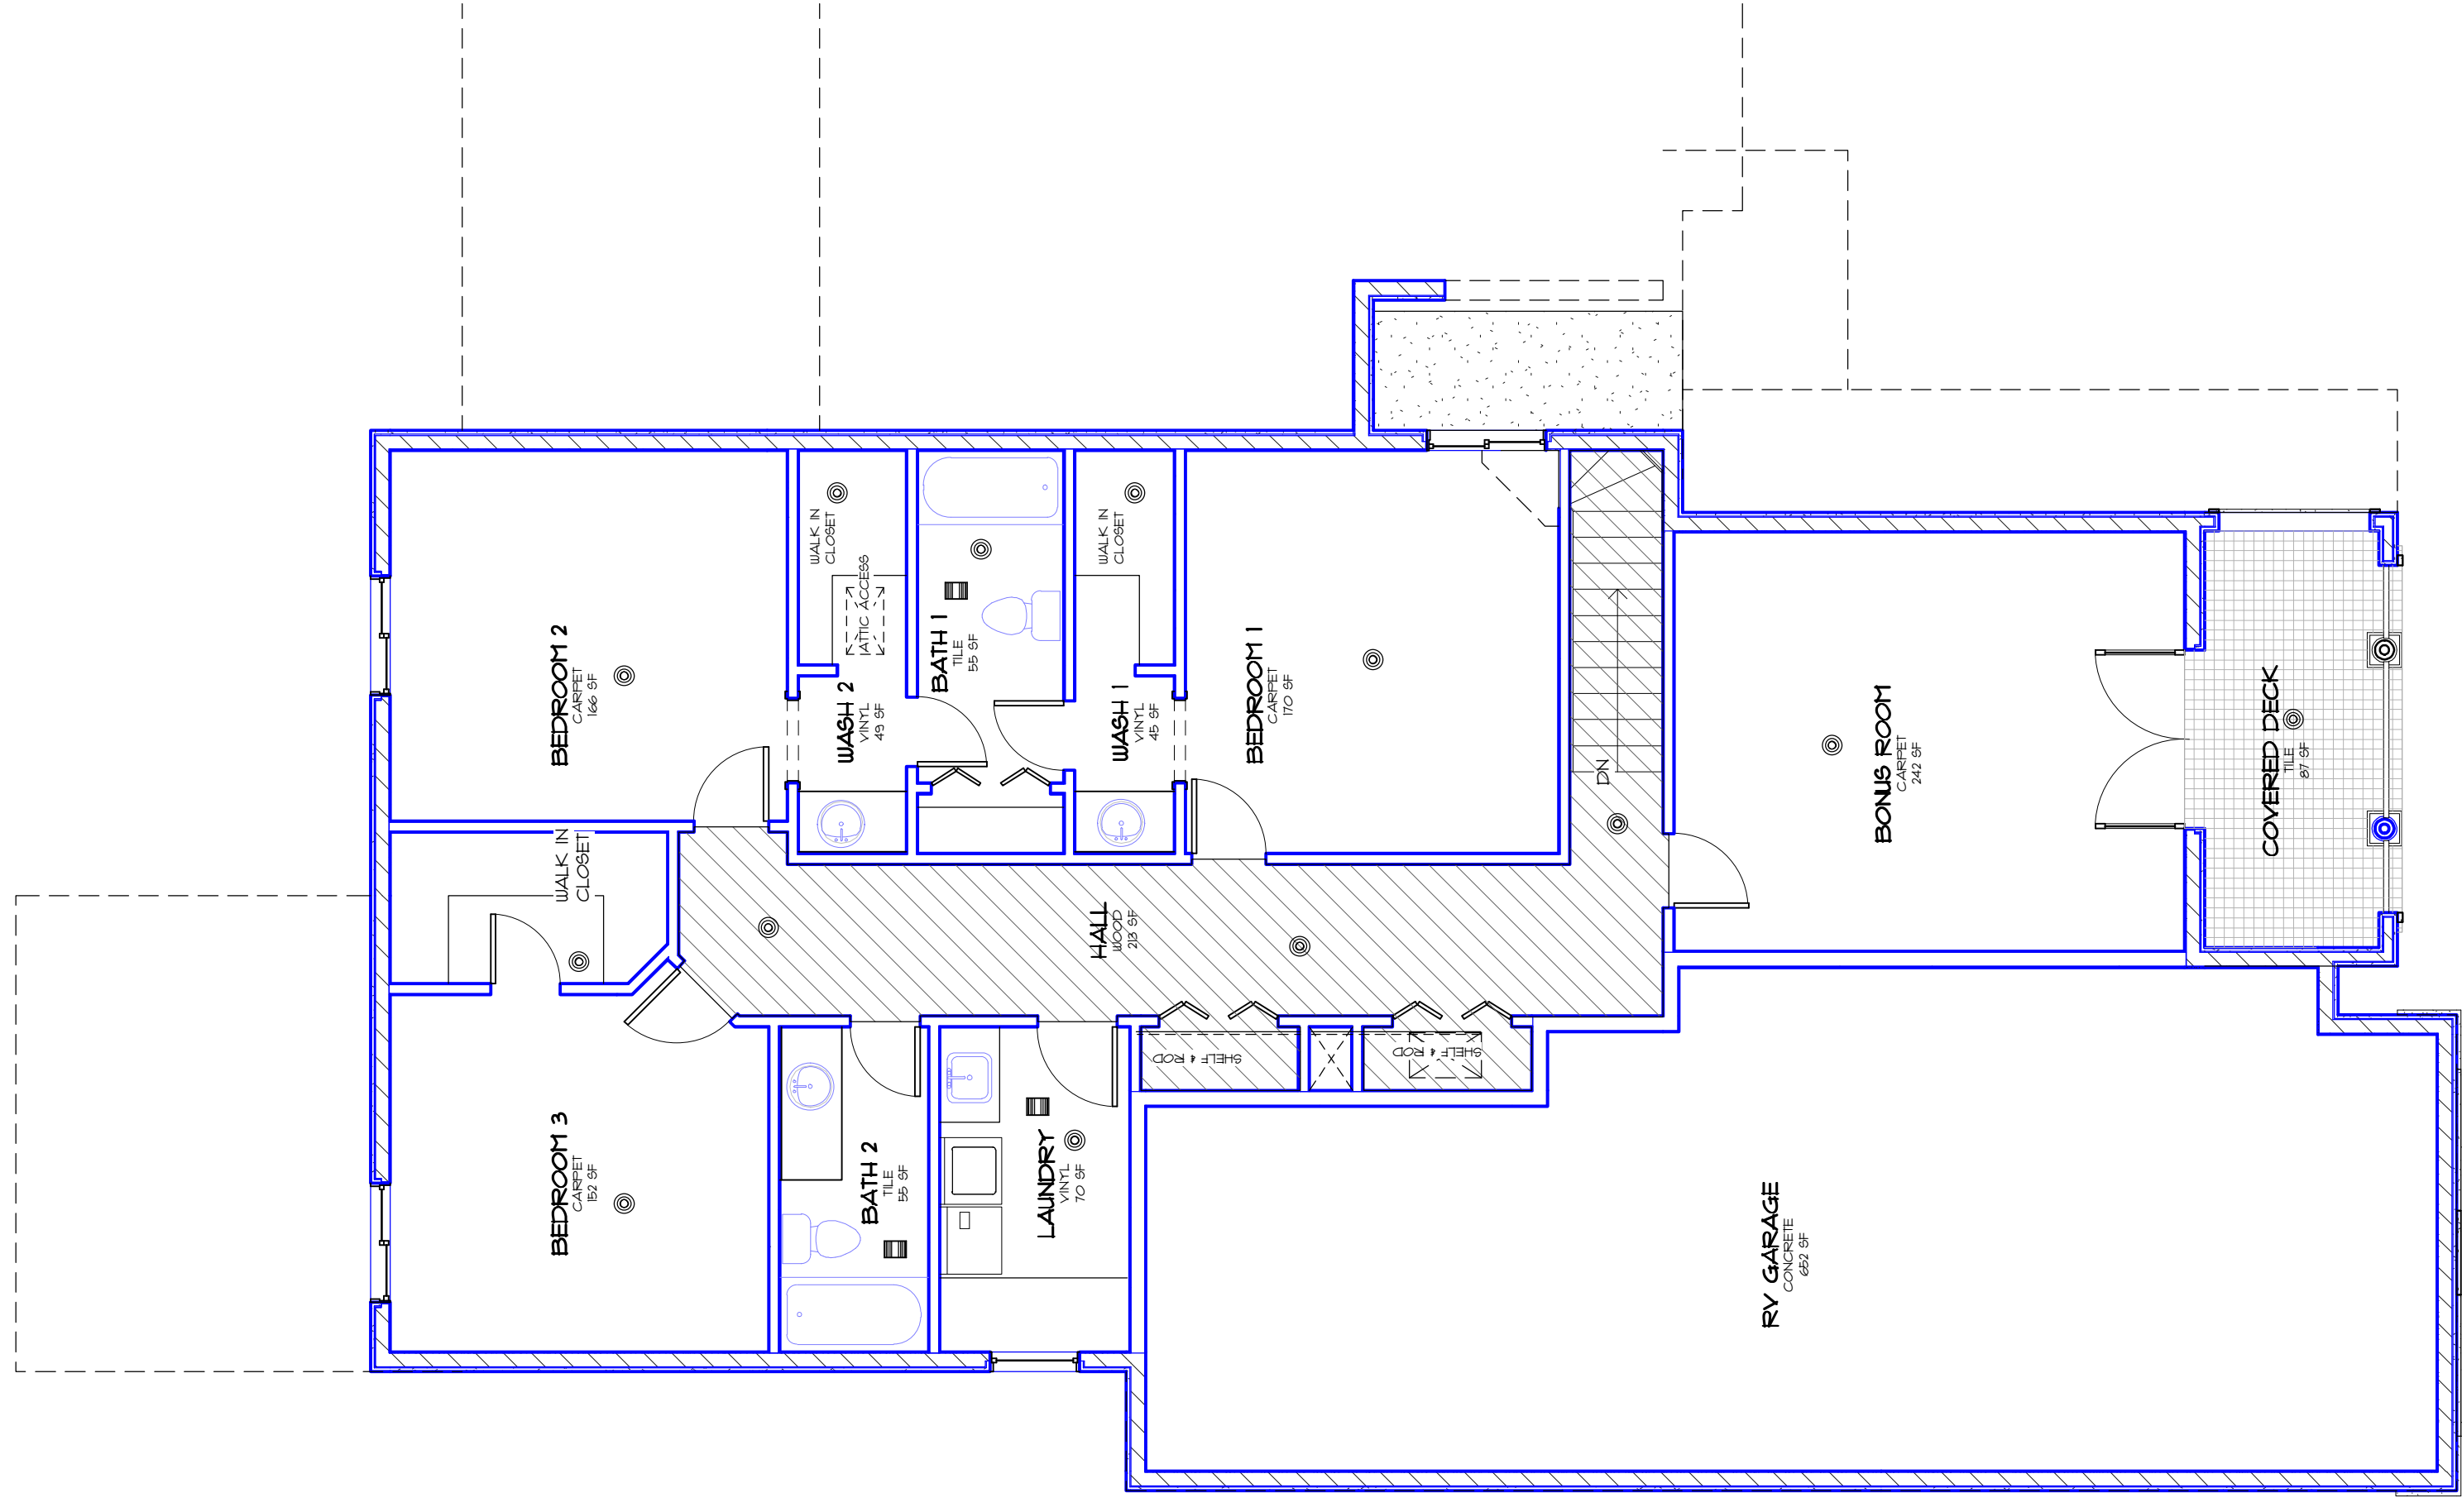 BEDROOM 2
CARPET
166 SF
WALK IN
CLOSET
ATTIC ACCESS
WASH 2
VINYL
49 SF
BATH 1
TILE
55 SF
WALK IN
CLOSET
WASH 1
VINYL
45 SF
BEDROOM 1
CARPET
170 SF
DN
BONUS ROOM
CARPET
242 SF
COVERED DECK
TILE
87 SF
WALK IN
CLOSET
HALL
WOOD
213 SF
BEDROOM 3
CARPET
152 SF
BATH 2
TILE
55 SF
LAUNDRY
VINYL
70 SF
SHELF & ROD
X
SHELF & ROD
RV GARAGE
CONCRETE
652 SF